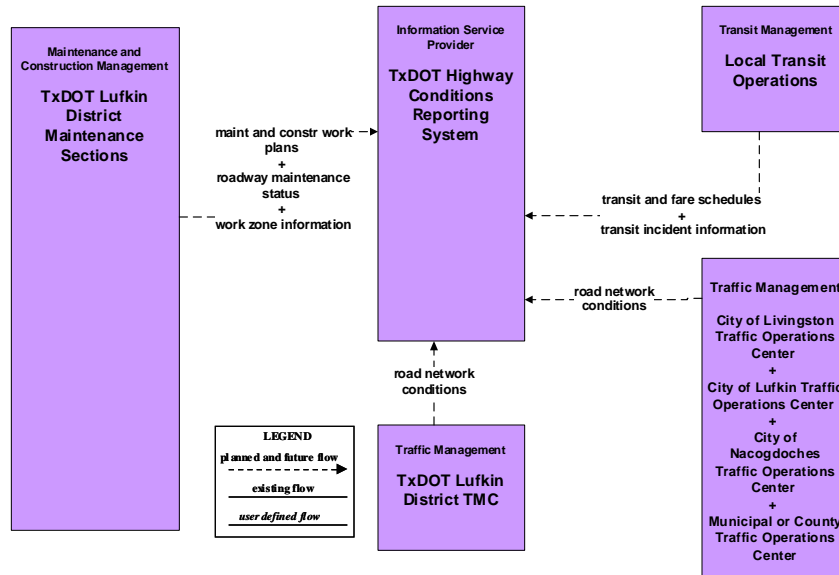 Maintenance and
Construction Management
TxDOT Lufkin
District
Maintenance
Sections
Information Service
Provider
TxDOT Highway
Conditions
Reporting
System
Transit Management
Local Transit
Operations
maint and constr work
plans
+
roadway maintenance
status
+
work zone information
transit and fare schedules
+
transit incident information
road network
conditions
Traffic Management
City of Livingston
Traffic Operations
Center
+
City of Lufkin Traffic
Operations Center
+
City of
Nacogdoches
Traffic Operations
Center
+
Municipal or County
Traffic Operations
Center
road network
conditions
LEGEND
planned and future flow
existing flow
user defined flow
Traffic Management
TxDOT Lufkin
District TMC